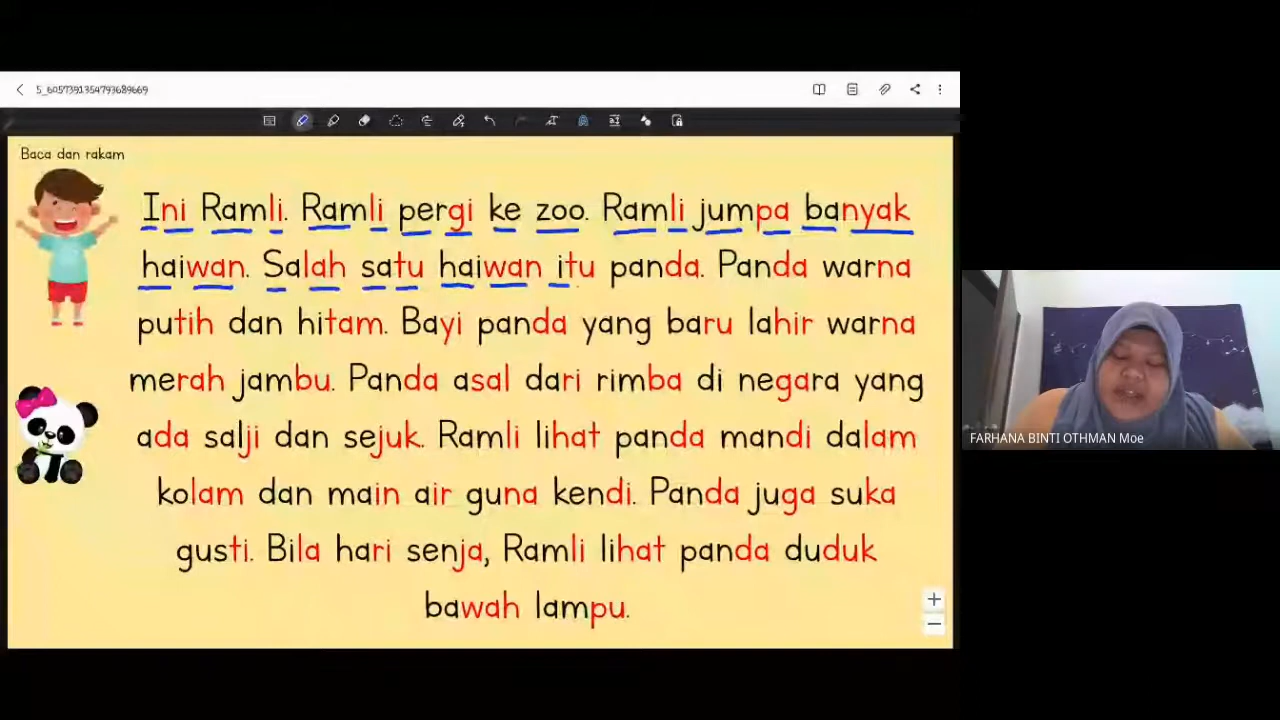 5_6057391354793689669
Baca dan rakam
Ini Ramli. Ramli pergi ke zoo. Ramli jumpa banyak
haiwan. Salah satu haiwan itu panda. Panda warna
putih dan hitam. Bayi panda yang baru lahir warna
merah jambu. Panda asal dari rimba di negara yang
ada salji dan sejuk. Ramli lihat panda mandi dalam
kolam dan main air guna kendi. Panda juga suka
gusti. Bila hari senja, Ramli lihat panda duduk
bawah lampu.
FARHANA BINTI OTHMAN Moe